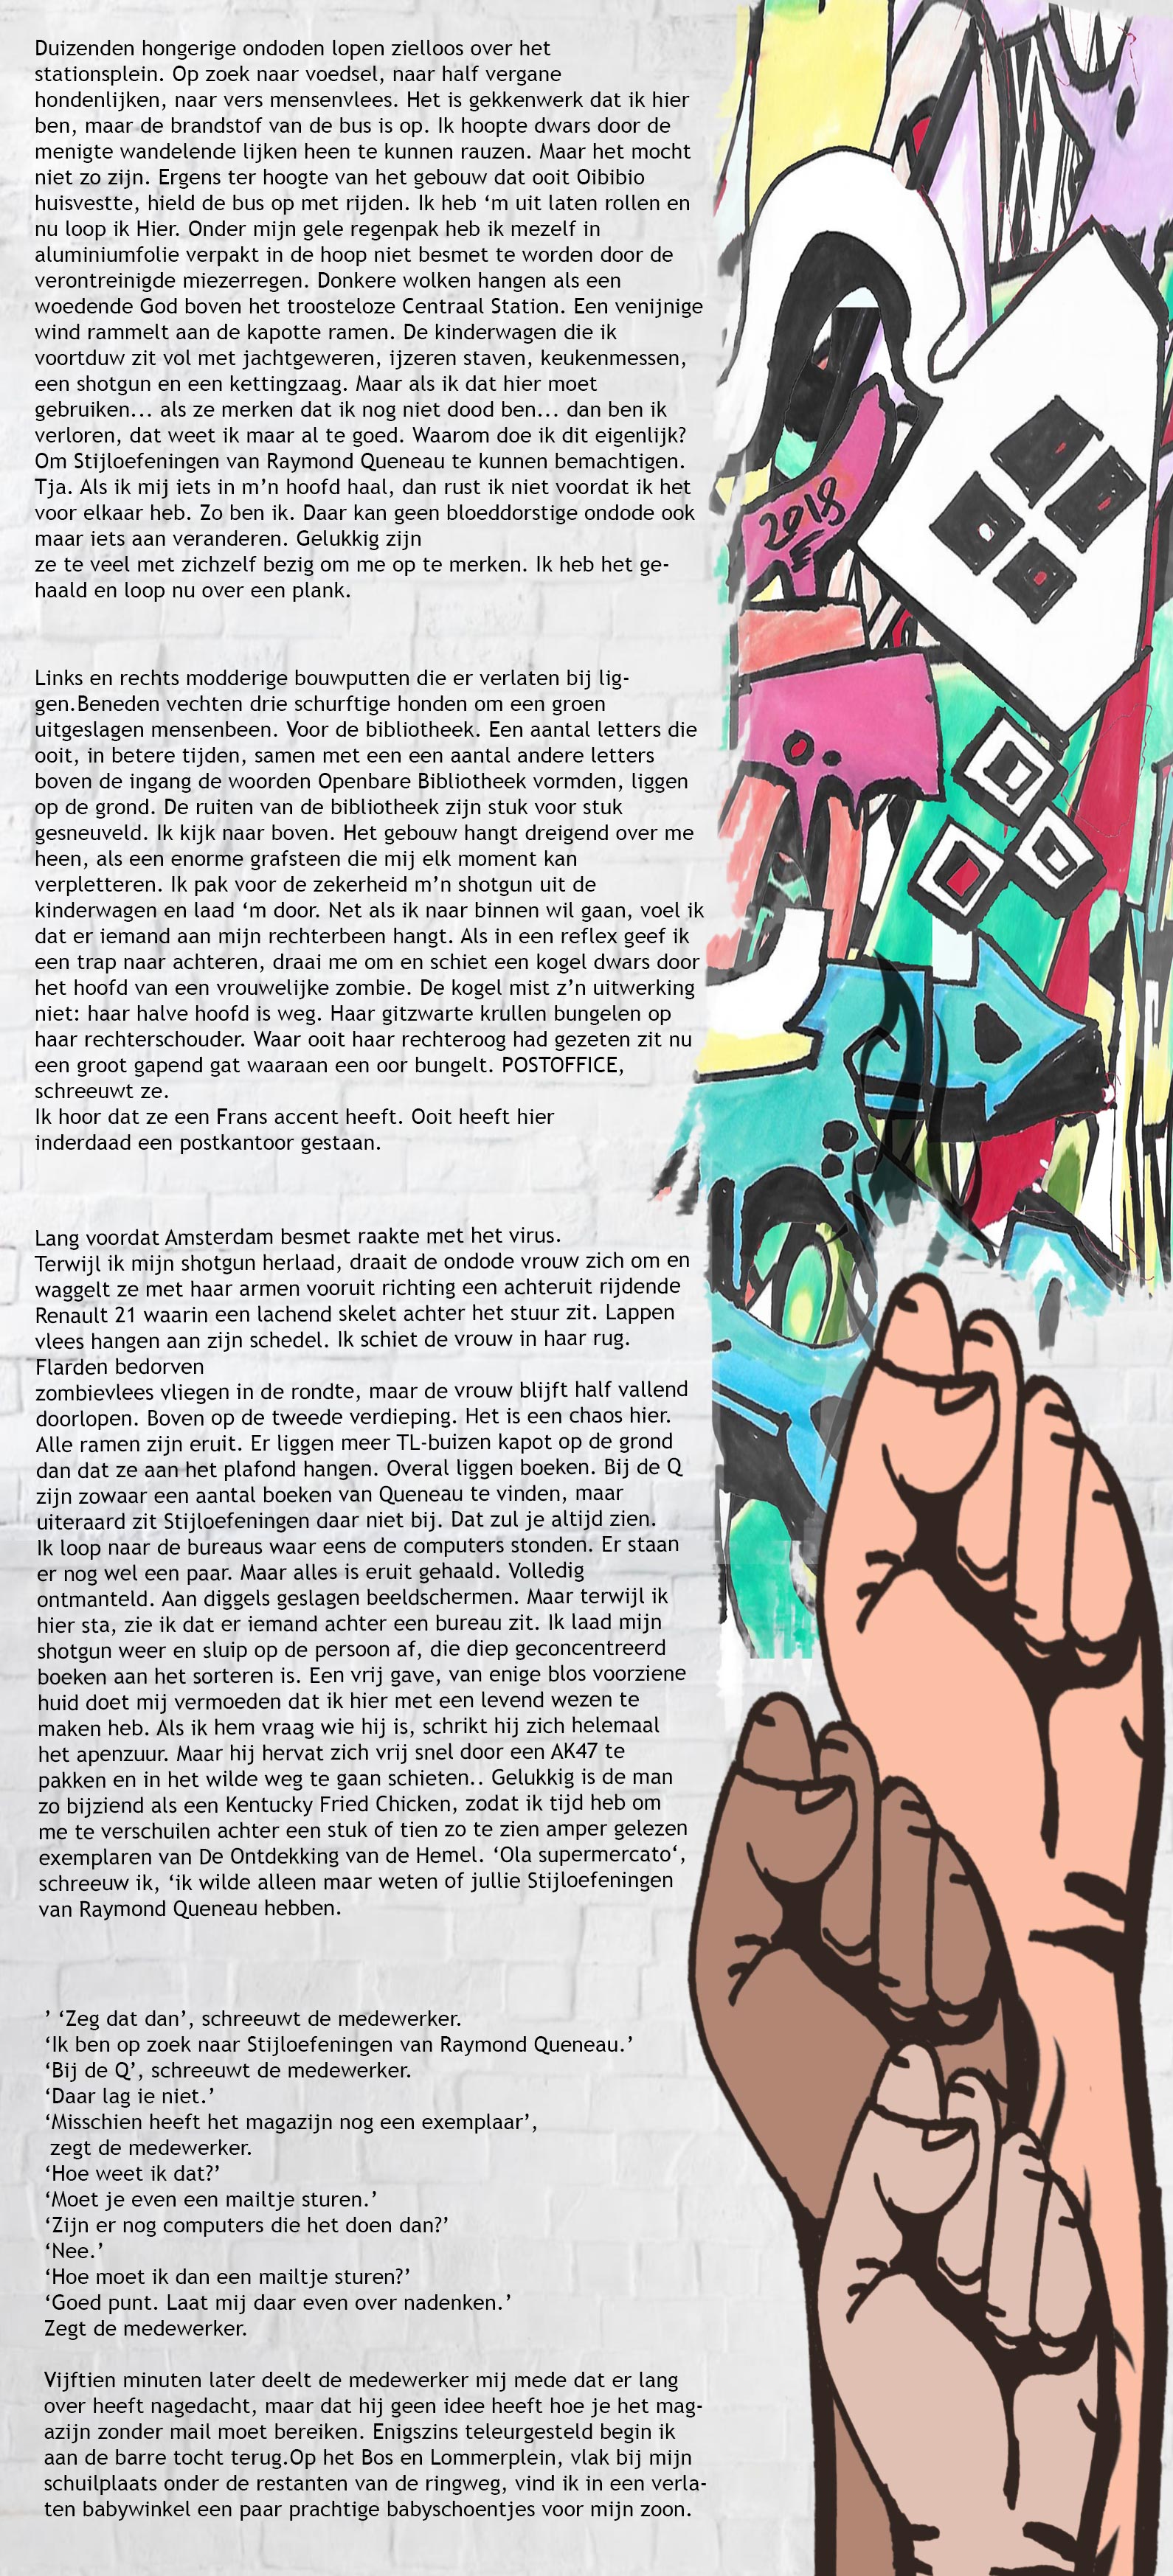 Duizenden hongerige ondoden lopen zielloos over het
stationsplein. Op zoek naar voedsel, naar half vergane
hondenlijken, naar vers mensenvlees. Het is gekkenwerk dat ik hier
ben, maar de brandstof van de bus is op. Ik hoopte dwars door de
menigte wandelende lijken heen te kunnen rauzen. Maar het mocht
niet zo zijn. Ergens ter hoogte van het gebouw dat ooit Oibibio
huisvestte, hield de bus op met rijden. Ik heb ‘m uit laten rollen en
nu loop ik Hier. Onder mijn gele regenpak heb ik mezelf in
aluminiumfolie verpakt in de hoop niet besmet te worden door de
verontreinigde miezerregen. Donkere wolken hangen als een
woedende God boven het troosteloze Centraal Station. Een venijnige
wind rammelt aan de kapotte ramen. De kinderwagen die ik
voortduw zit vol met jachtgeweren, ijzeren staven, keukenmessen,
een shotgun en een kettingzaag. Maar als ik dat hier moet
gebruiken... als ze merken dat ik nog niet dood ben... dan ben ik
verloren, dat weet ik maar al te goed. Waarom doe ik dit eigenlijk?
Om Stijloefeningen van Raymond Queneau te kunnen bemachtigen.
Tja. Als ik mij iets in m’n hoofd haal, dan rust ik niet voordat ik het
voor elkaar heb. Zo ben ik. Daar kan geen bloeddorstige ondode ook
maar iets aan veranderen. Gelukkig zijn
ze te veel met zichzelf bezig om me op te merken. Ik heb het ge-
haald en loop nu over een plank.
2018
Links en rechts modderige bouwputten die er verlaten bij lig-
gen.Beneden vechten drie schurftige honden om een groen
uitgeslagen mensenbeen. Voor de bibliotheek. Een aantal letters die
ooit, in betere tijden, samen met een een aantal andere letters
boven de ingang de woorden Openbare Bibliotheek vormden, liggen
op de grond. De ruiten van de bibliotheek zijn stuk voor stuk
gesneuveld. Ik kijk naar boven. Het gebouw hangt dreigend over me
heen, als een enorme grafsteen die mij elk moment kan
verpletteren. Ik pak voor de zekerheid m’n shotgun uit de
kinderwagen en laad ‘m door. Net als ik naar binnen wil gaan, voel ik
dat er iemand aan mijn rechterbeen hangt. Als in een reflex geef ik
een trap naar achteren, draai me om en schiet een kogel dwars door
het hoofd van een vrouwelijke zombie. De kogel mist z’n uitwerking
niet: haar halve hoofd is weg. Haar gitzwarte krullen bungelen op
haar rechterschouder. Waar ooit haar rechteroog had gezeten zit nu
een groot gapend gat waaraan een oor bungelt. POSTOFFICE,
schreeuwt ze.
Ik hoor dat ze een Frans accent heeft. Ooit heeft hier
inderdaad een postkantoor gestaan.
Lang voordat Amsterdam besmet raakte met het virus.
Terwijl ik mijn shotgun herlaad, draait de ondode vrouw zich om en
waggelt ze met haar armen vooruit richting een achteruit rijdende
Renault 21 waarin een lachend skelet achter het stuur zit. Lappen
vlees hangen aan zijn schedel. Ik schiet de vrouw in haar rug.
Flarden bedorven
zombievlees vliegen in de rondte, maar de vrouw blijft half vallend
doorlopen. Boven op de tweede verdieping. Het is een chaos hier.
Alle ramen zijn eruit. Er liggen meer TL-buizen kapot op de grond
dan dat ze aan het plafond hangen. Overal liggen boeken. Bij de Q
zijn zowaar een aantal boeken van Queneau te vinden, maar
uiteraard zit Stijloefeningen daar niet bij. Dat zul je altijd zien.
Ik loop naar de bureaus waar eens de computers stonden. Er staan
er nog wel een paar. Maar alles is eruit gehaald. Volledig
ontmanteld. Aan diggels geslagen beeldschermen. Maar terwijl ik
hier sta, zie ik dat er iemand achter een bureau zit. Ik laad mijn
shotgun weer en sluip op de persoon af, die diep geconcentreerd
boeken aan het sorteren is. Een vrij gave, van enige blos voorziene
huid doet mij vermoeden dat ik hier met een levend wezen te
maken heb. Als ik hem vraag wie hij is, schrikt hij zich helemaal
het apenzuur. Maar hij hervat zich vrij snel door een AK47 te
pakken en in het wilde weg te gaan schieten.. Gelukkig is de man
zo bijziend als een Kentucky Fried Chicken, zodat ik tijd heb om
me te verschuilen achter een stuk of tien zo te zien amper gelezen
exemplaren van De Ontdekking van de Hemel. ‘Ola supermercato‘,
schreeuw ik, ‘ik wilde alleen maar weten of jullie Stijloefeningen
van Raymond Queneau hebben.
’ ‘Zeg dat dan’, schreeuwt de medewerker.
‘Ik ben op zoek naar Stijloefeningen van Raymond Queneau.’
‘Bij de Q’, schreeuwt de medewerker.
‘Daar lag ie niet.’
‘Misschien heeft het magazijn nog een exemplaar’,
zegt de medewerker.
‘Hoe weet ik dat?’
‘Moet je even een mailtje sturen.’
‘Zijn er nog computers die het doen dan?’
‘Nee.’
‘Hoe moet ik dan een mailtje sturen?’
‘Goed punt. Laat mij daar even over nadenken.’
Zegt de medewerker.
Vijftien minuten later deelt de medewerker mij mede dat er lang
over heeft nagedacht, maar dat hij geen idee heeft hoe je het mag-
azijn zonder mail moet bereiken. Enigszins teleurgesteld begin ik
aan de barre tocht terug.Op het Bos en Lommerplein, vlak bij mijn
schuilplaats onder de restanten van de ringweg, vind ik in een verla-
ten babywinkel een paar prachtige babyschoentjes voor mijn zoon.